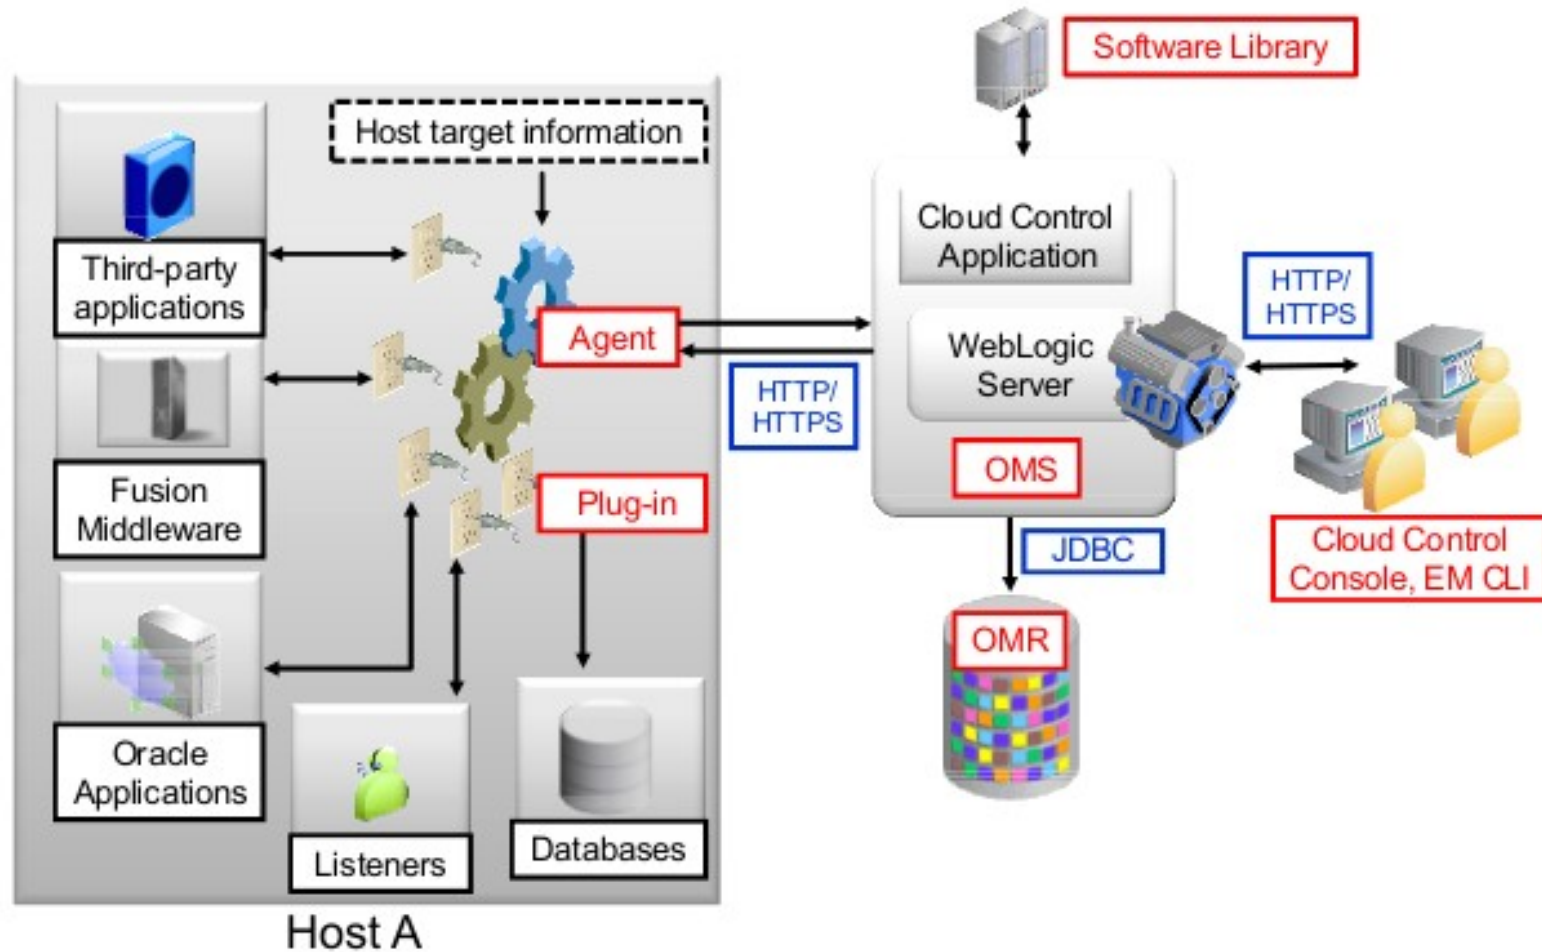 Software Library
Host target information
Third-party
applications
Cloud Control
Application
HTTP/
HTTPS
Agent
WebLogic
Server
HTTP/
HTTPS
Fusion
Middleware
Plug-in
OMS
JDBC
Cloud Control
Console, EM CLI
OMR
Oracle
Applications
Listeners
Databases
Host A